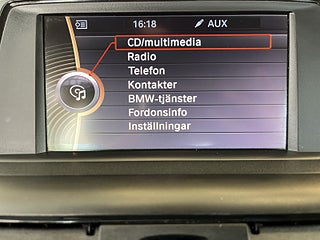 16:18 AUX
CD/multimedia
Radio
Telefon
Kontakter
BMW-tjänster
Fordonsinfo
Inställningar